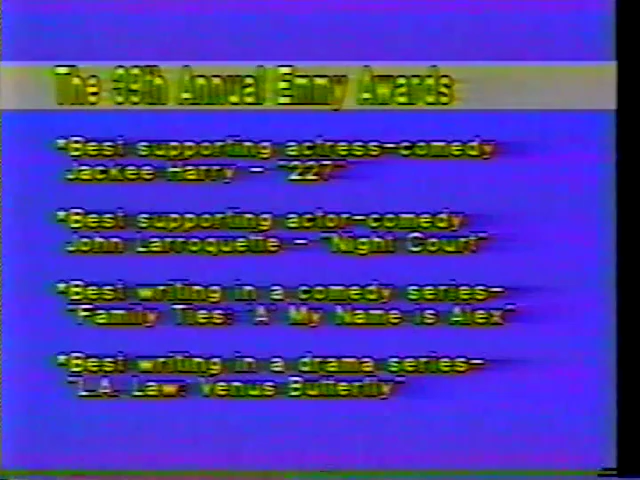 The 39th Annual Emmy Awards
*Best supporting actress-comedy
Jackee Harry - "227"
*Best supporting actor-comedy
John Larroquette - "Night Court"
*Best writing in a comedy series-
"Family Ties: 'A' My Name is Alex"
*Best writing in a drama series-
"L.A. Law: Venus Butterfly"